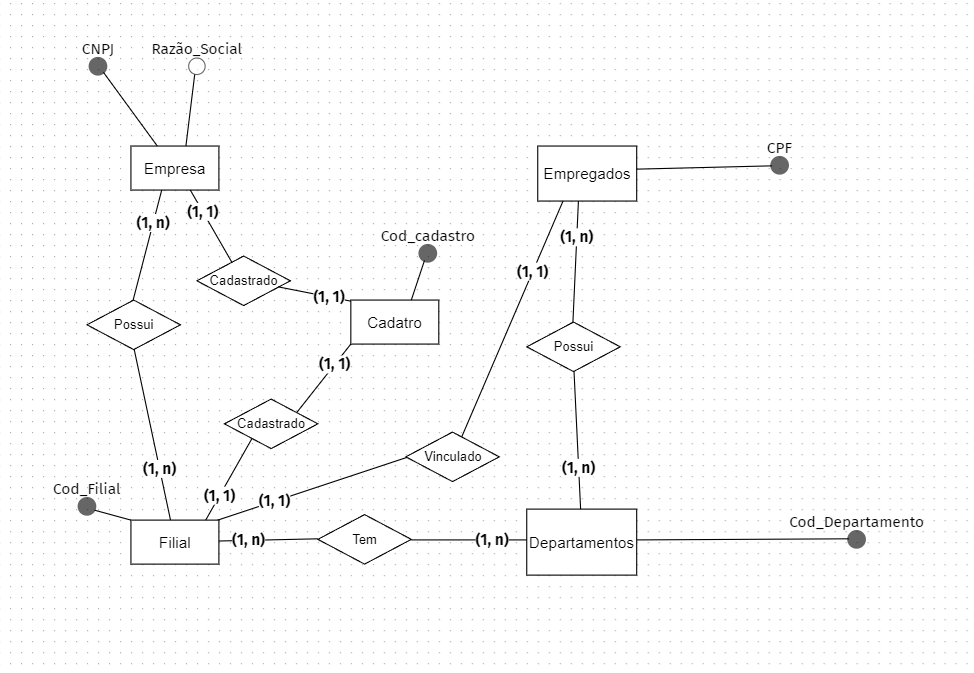 CNPJ
Razão_Social
Empresa
(1, n)
(1, 1)
Cadastrado
(1, 1)
Cod_cadastro
Cadatro
Possui
(1, 1)
Cadastrado
(1, n)
(1, 1)
Cod_Filial
Filial
(1, n)
Tem
(1, n)
(1, 1)
Vinculado
(1, 1)
Empregados
CPF
(1, n)
Possui
(1, n)
Departamentos
Cod_Departamento